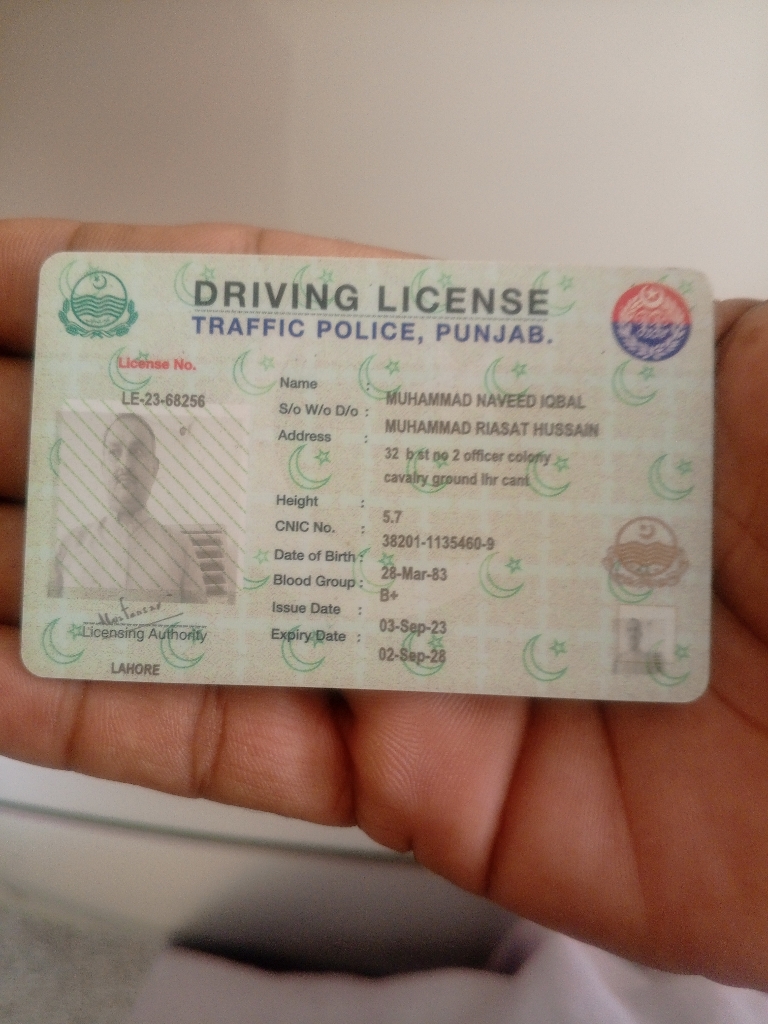 DRIVING LICENSE
TRAFFIC POLICE, PUNJAB.
License No.
LE-23-68256
Name : MUHAMMAD NAVEED IQBAL
S/o W/o D/o : MUHAMMAD RIASAT HUSSAIN
Address : 32 b st no 2 officer colony
cavalry ground lhr cant
Height : 5.7
CNIC No. : 38201-1135460-9
Date of Birth : 28-Mar-83
Blood Group : B+
Issue Date : 03-Sep-23
Expiry Date : 02-Sep-28
Licensing Authority
LAHORE